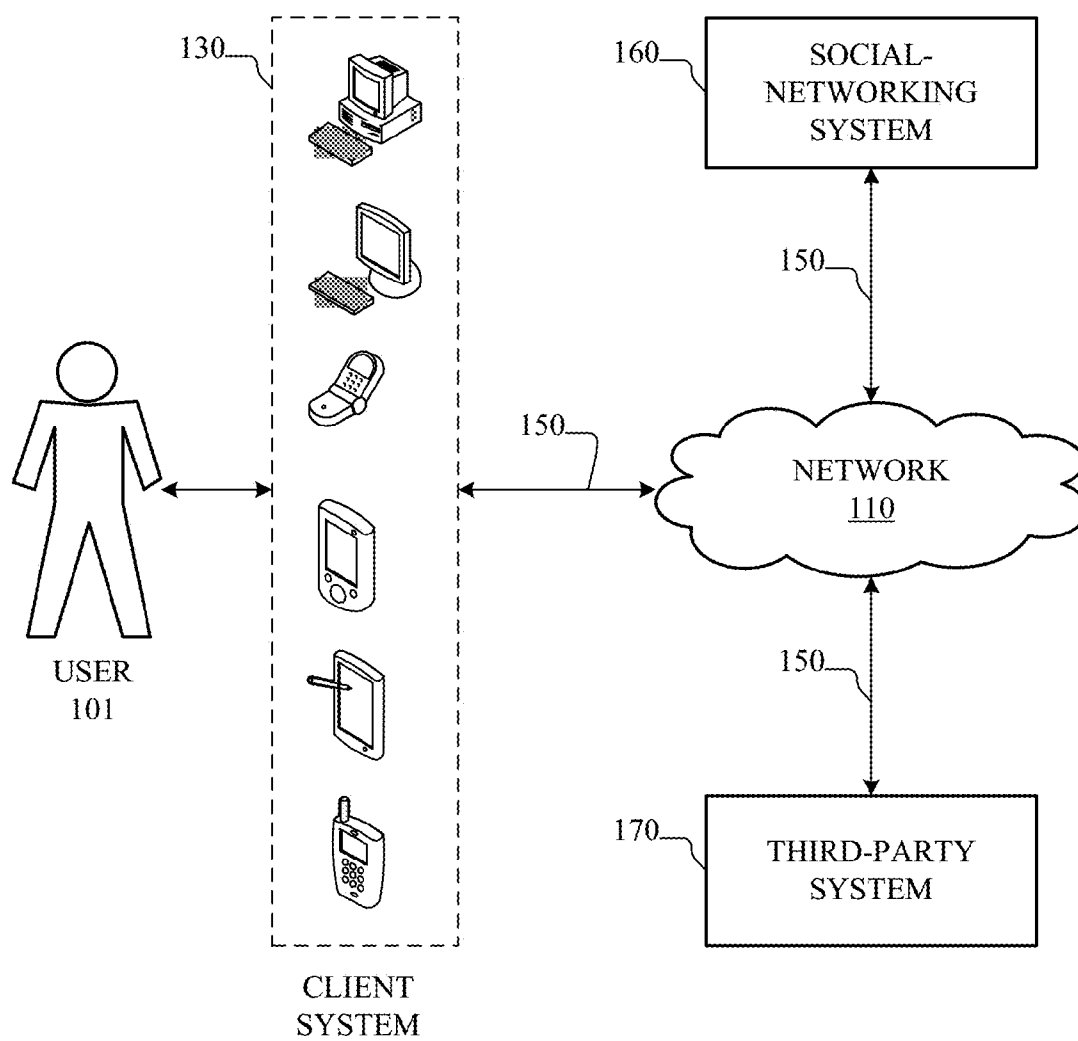 130
160
SOCIAL-
NETWORKING
SYSTEM
150
150
NETWORK
110
USER
101
150
170
THIRD-PARTY
SYSTEM
CLIENT
SYSTEM